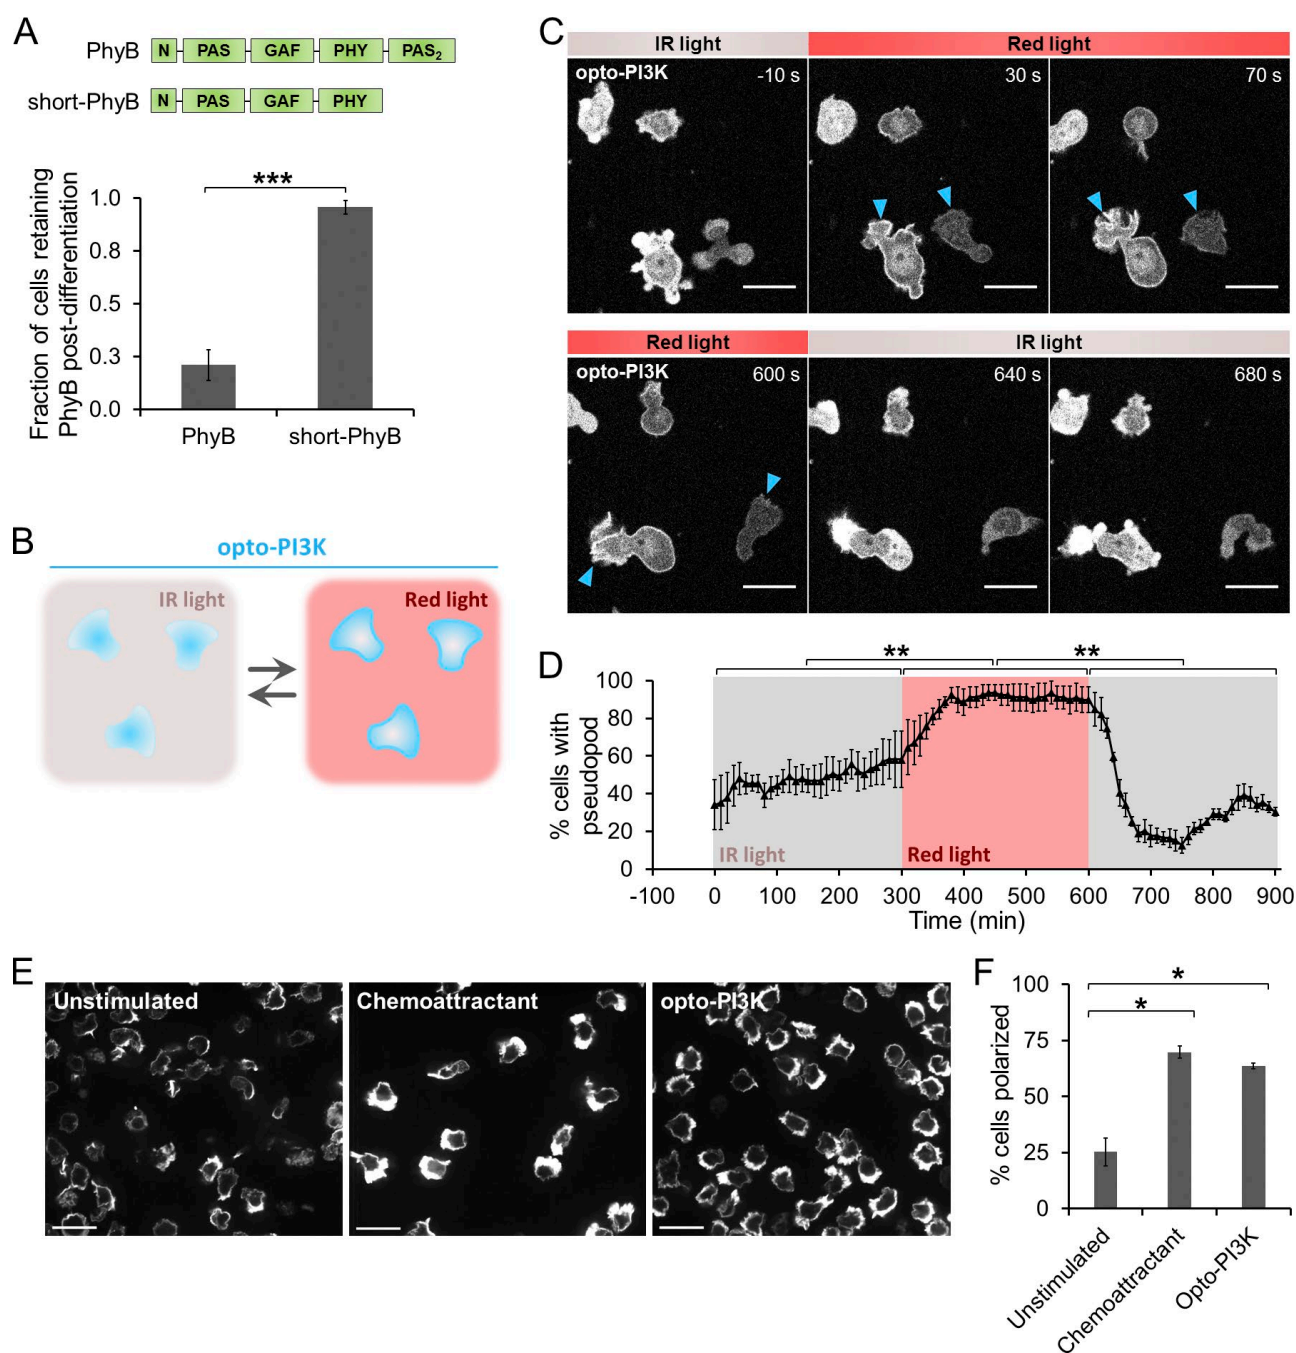 A
PhyB N PAS GAF PHY PAS2
short-PhyB N PAS GAF PHY
***
Fraction of cells retaining
PhyB post-differentiation
1.0
0.8
0.5
0.3
0.0
PhyB short-PhyB
B
opto-PI3K
IR light
Red light
C
IR light Red light
opto-PI3K -10 s 30 s 70 s
Red light IR light
opto-PI3K 600 s 640 s 680 s
D
** **
% cells with
pseudopod
100
80
60
40
20
0
IR light Red light
-100 0 100 200 300 400 500 600 700 800 900
Time (min)
E
Unstimulated Chemoattractant opto-PI3K
F
*
*
% cells polarized
100
75
50
25
0
Unstimulated
Chemoattractant
Opto-PI3K